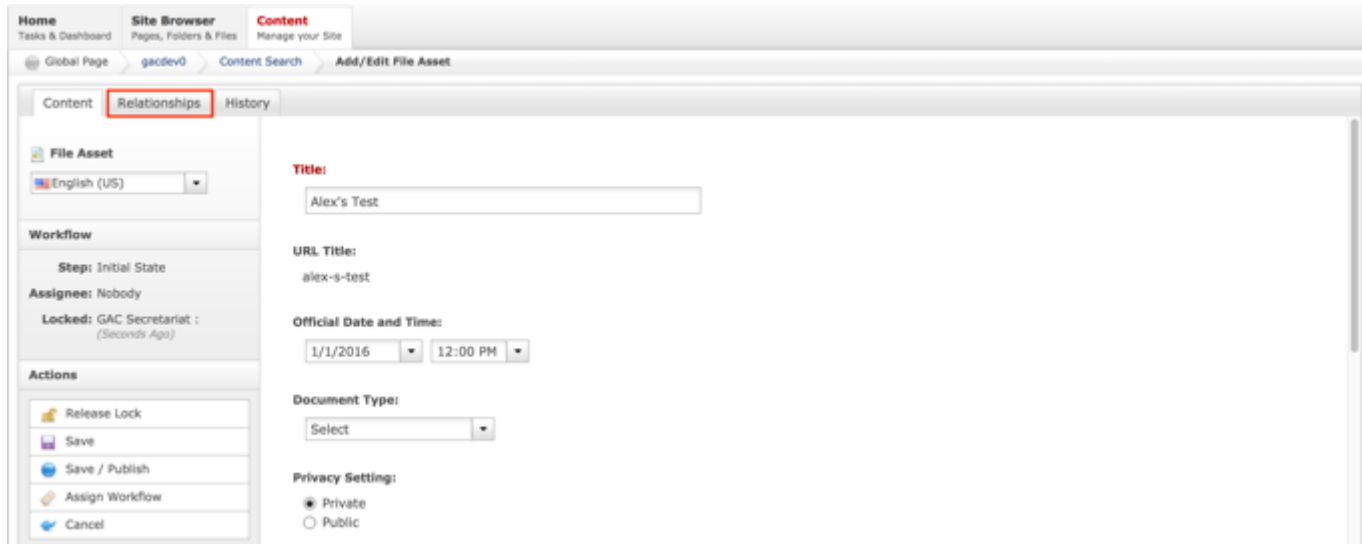 Home Site Browser Content
Tasks & Dashboard Pages, Folders & Files Manage your Site
Global Page gacdev0 Content Search Add/Edit File Asset
Content Relationships History
File Asset
English (US)
Workflow
Step: Initial State
Assignee: Nobody
Locked: GAC Secretariat :
(Seconds Ago)
Actions
Release Lock
Save
Save / Publish
Assign Workflow
Cancel
Title:
Alex's Test
URL Title:
alex-s-test
Official Date and Time:
1/1/2016 12:00 PM
Document Type:
Select
Privacy Setting:
Private
Public